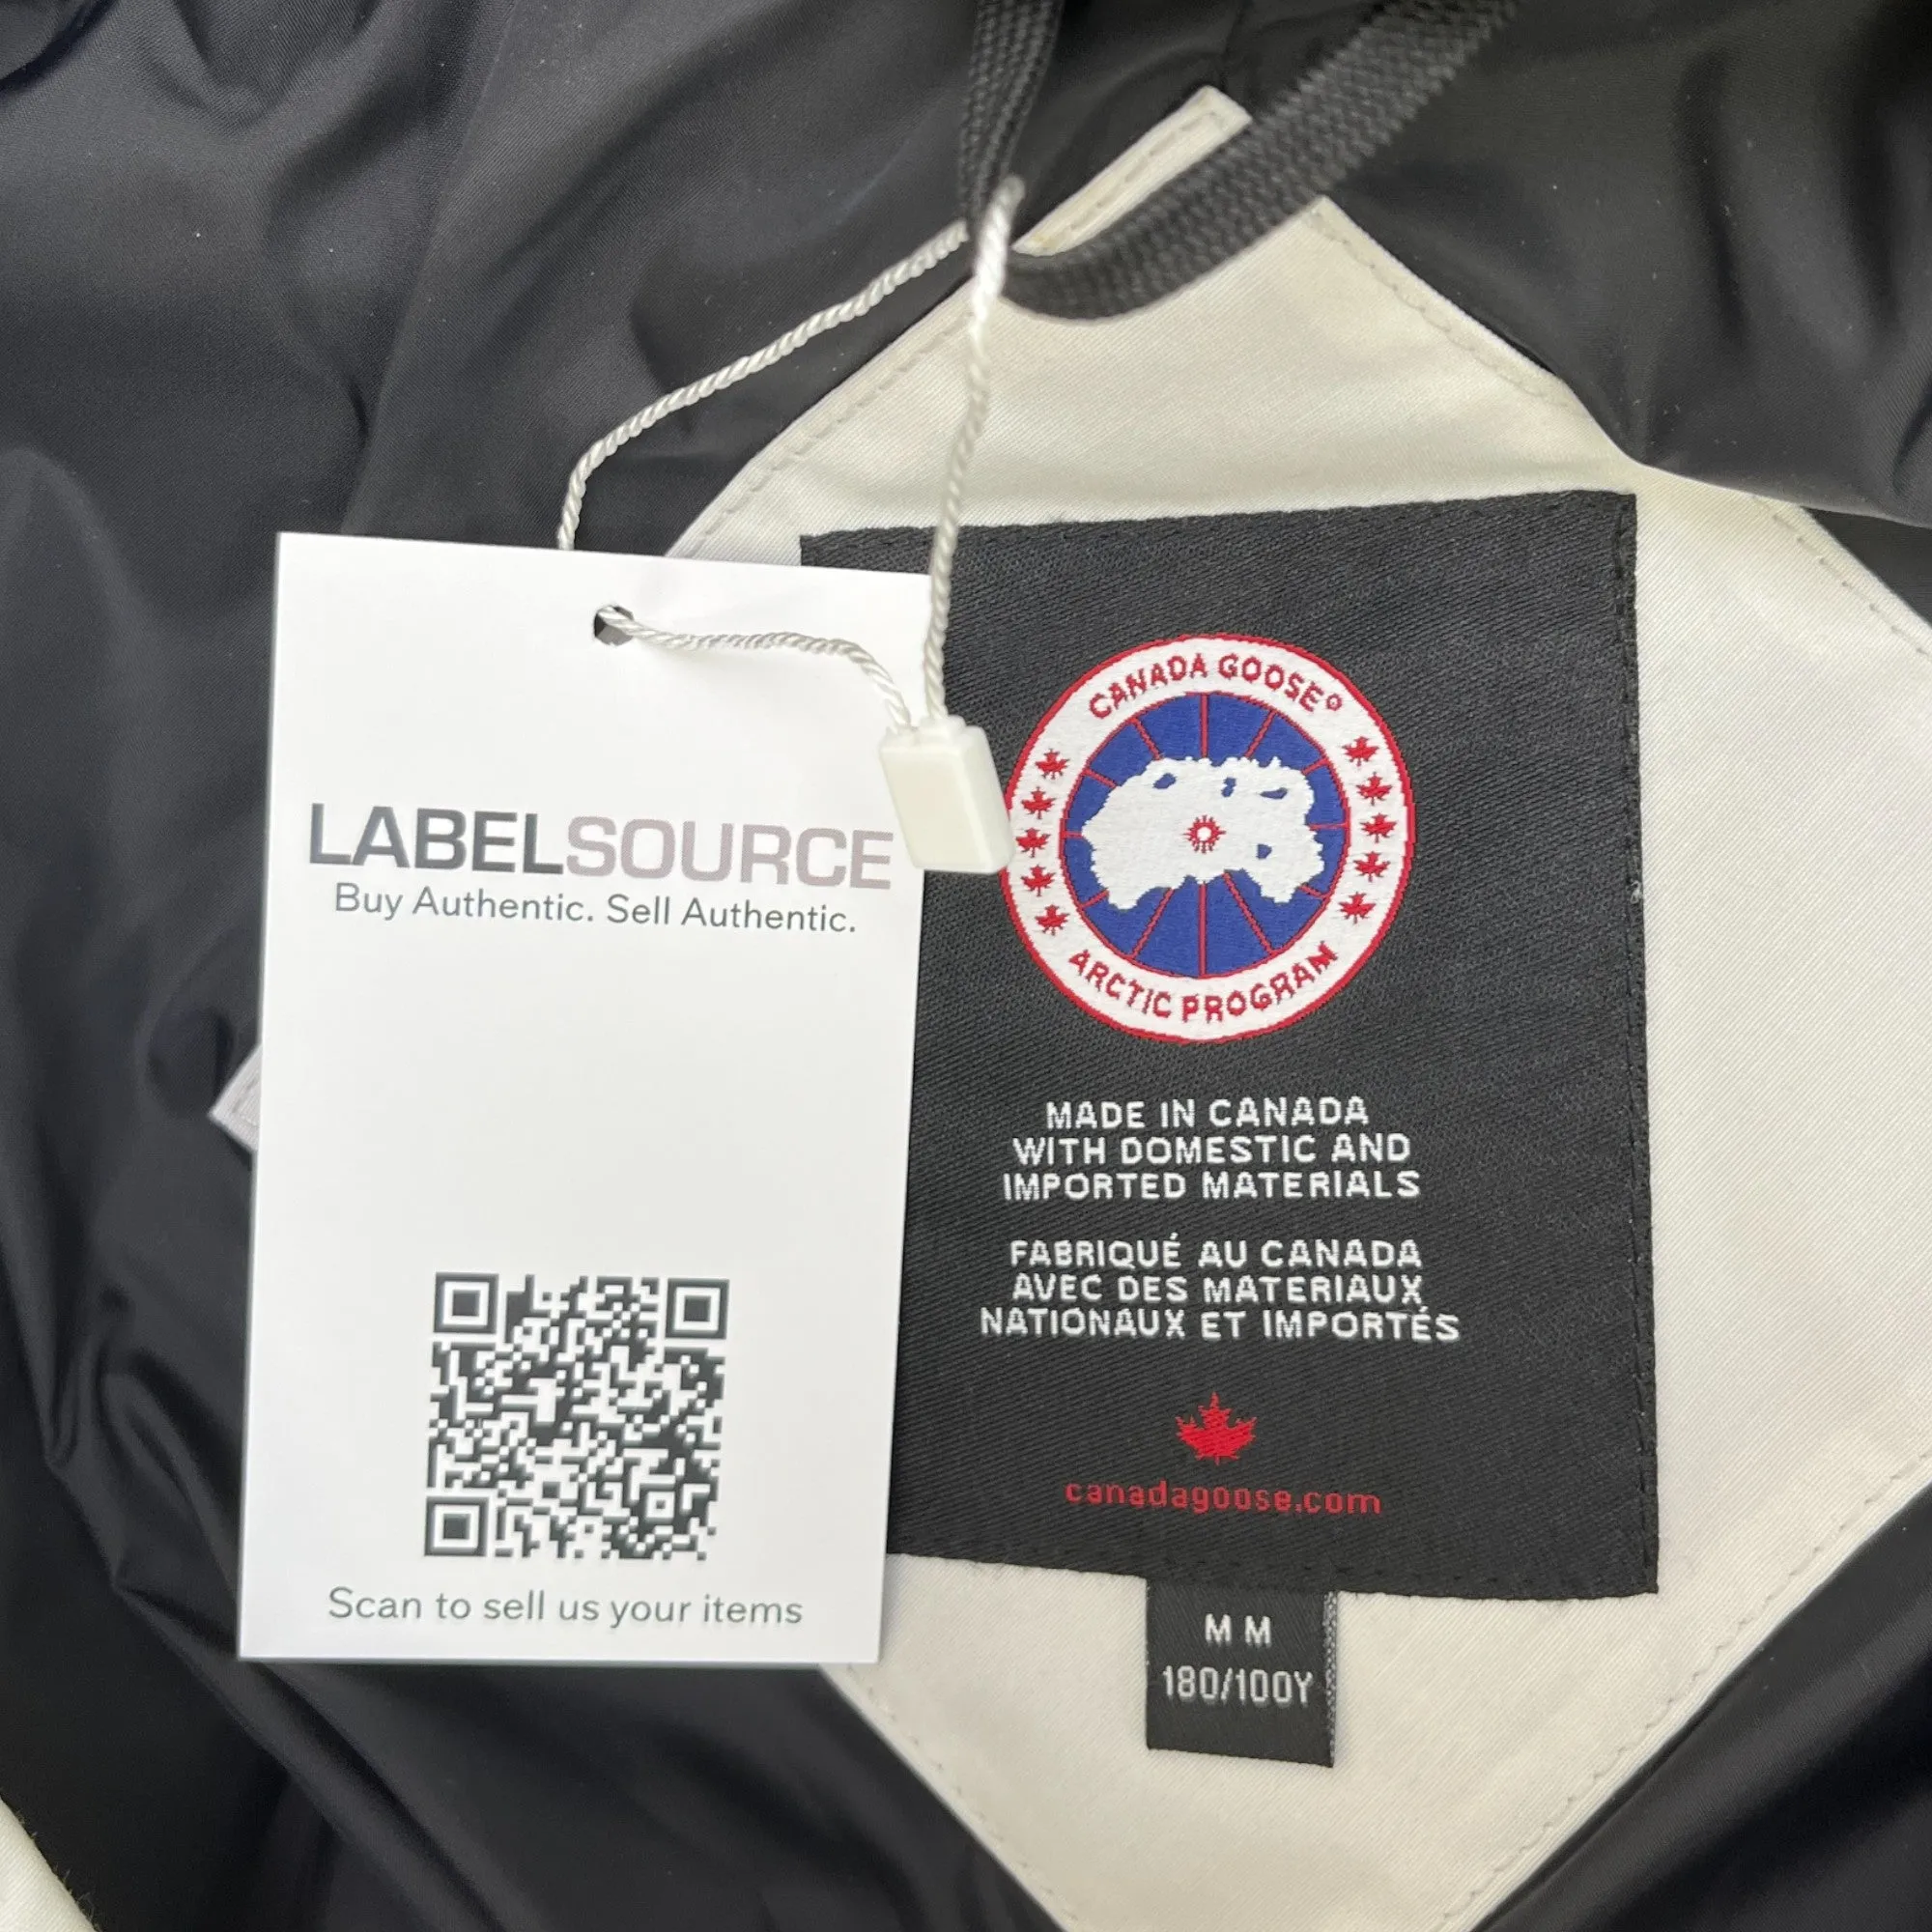 LABELSOURCE
Buy Authentic. Sell Authentic.
Scan to sell us your items
CANADA GOOSE®
ARCTIC PROGRAM
MADE IN CANADA
WITH DOMESTIC AND
IMPORTED MATERIALS
FABRIQUÉ AU CANADA
AVEC DES MATERIAUX
NATIONAUX ET IMPORTÉS
canadagoose.com
M M
180/100Y